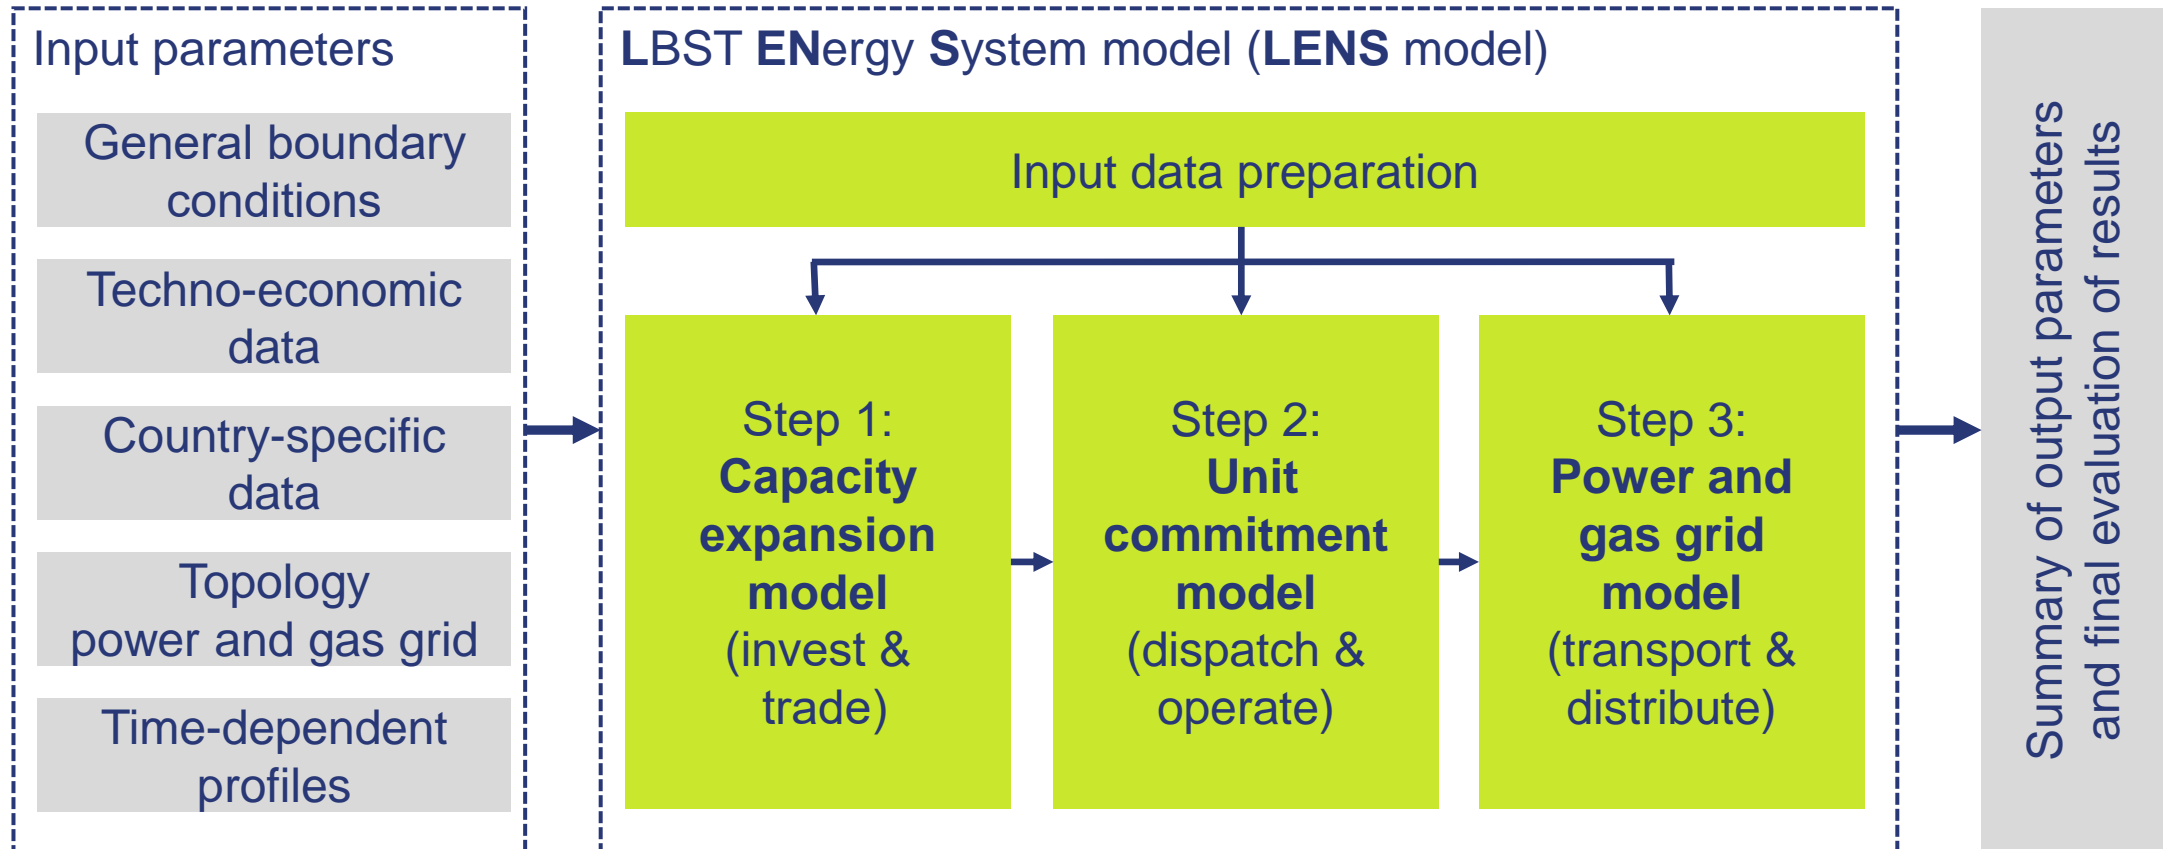 Input parameters
General boundary
conditions
Techno-economic
data
Country-specific
data
Topology
power and gas grid
Time-dependent
profiles
LBST ENergy System model (LENS model)
Input data preparation
Step 1:
Capacity
expansion
model
(invest &
trade)
Step 2:
Unit
commitment
model
(dispatch &
operate)
Step 3:
Power and
gas grid
model
(transport &
distribute)
Summary of output parameters
and final evaluation of results